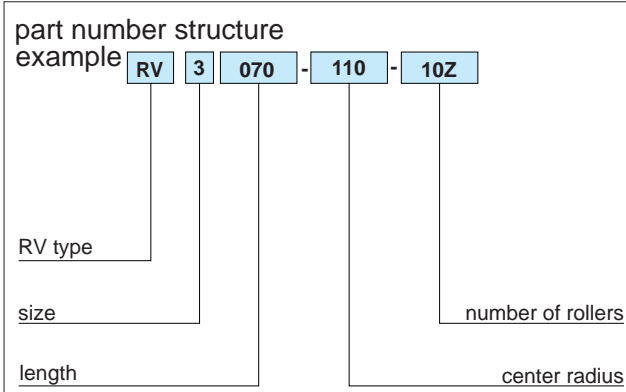 part number structure
example RV 3 070 - 110 - 10Z
RV type
size number of rollers
length center radius